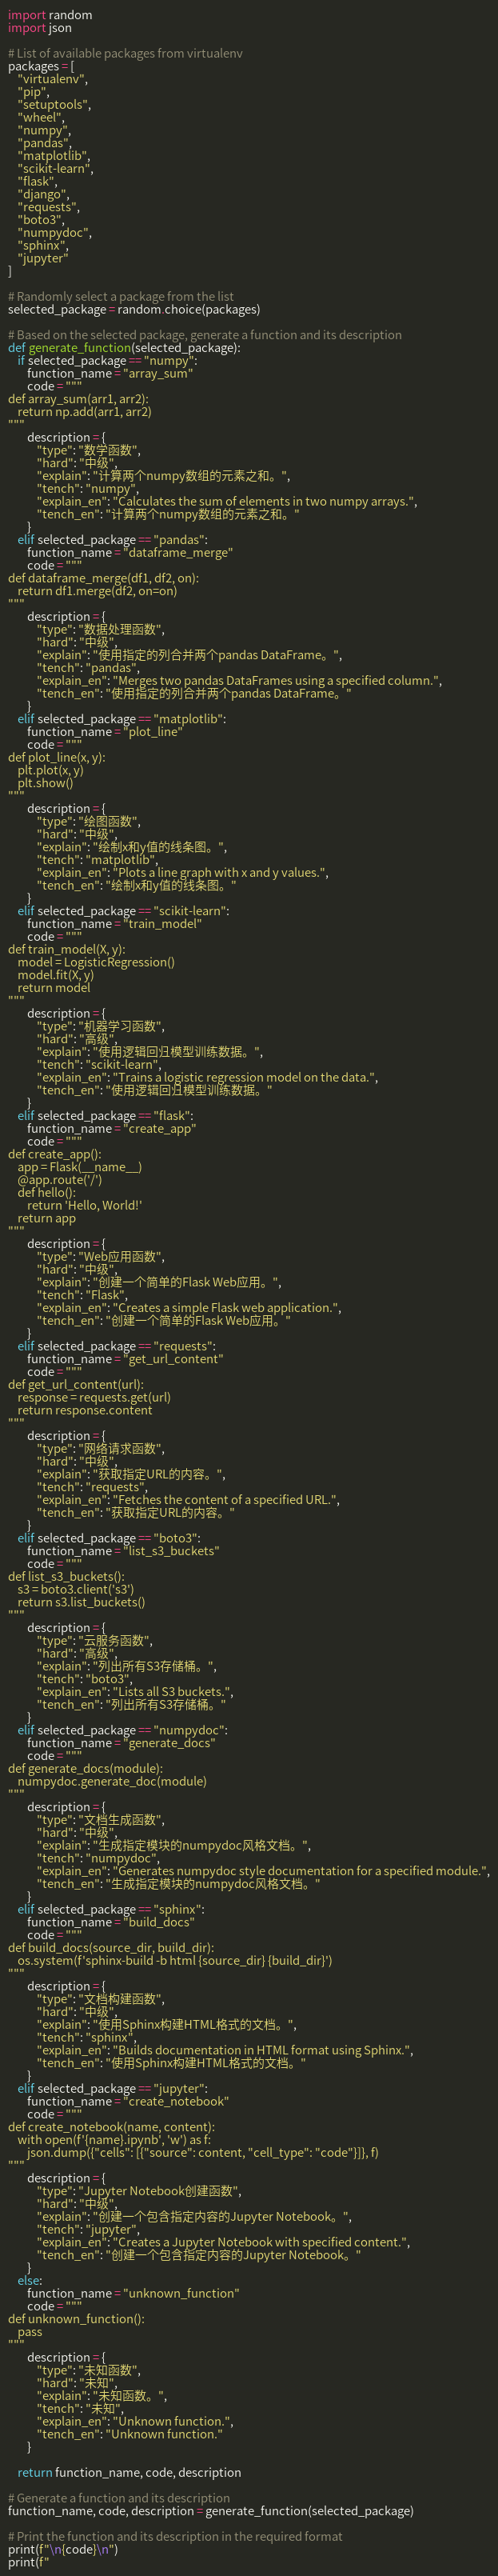 import random
import json

# List of available packages from virtualenv
packages = [
    "virtualenv",
    "pip",
    "setuptools",
    "wheel",
    "numpy",
    "pandas",
    "matplotlib",
    "scikit-learn",
    "flask",
    "django",
    "requests",
    "boto3",
    "numpydoc",
    "sphinx",
    "jupyter"
]

# Randomly select a package from the list
selected_package = random.choice(packages)

# Based on the selected package, generate a function and its description
def generate_function(selected_package):
    if selected_package == "numpy":
        function_name = "array_sum"
        code = """
def array_sum(arr1, arr2):
    return np.add(arr1, arr2)
"""
        description = {
            "type": "数学函数",
            "hard": "中级",
            "explain": "计算两个numpy数组的元素之和。",
            "tench": "numpy",
            "explain_en": "Calculates the sum of elements in two numpy arrays.",
            "tench_en": "计算两个numpy数组的元素之和。"
        }
    elif selected_package == "pandas":
        function_name = "dataframe_merge"
        code = """
def dataframe_merge(df1, df2, on):
    return df1.merge(df2, on=on)
"""
        description = {
            "type": "数据处理函数",
            "hard": "中级",
            "explain": "使用指定的列合并两个pandas DataFrame。",
            "tench": "pandas",
            "explain_en": "Merges two pandas DataFrames using a specified column.",
            "tench_en": "使用指定的列合并两个pandas DataFrame。"
        }
    elif selected_package == "matplotlib":
        function_name = "plot_line"
        code = """
def plot_line(x, y):
    plt.plot(x, y)
    plt.show()
"""
        description = {
            "type": "绘图函数",
            "hard": "中级",
            "explain": "绘制x和y值的线条图。",
            "tench": "matplotlib",
            "explain_en": "Plots a line graph with x and y values.",
            "tench_en": "绘制x和y值的线条图。"
        }
    elif selected_package == "scikit-learn":
        function_name = "train_model"
        code = """
def train_model(X, y):
    model = LogisticRegression()
    model.fit(X, y)
    return model
"""
        description = {
            "type": "机器学习函数",
            "hard": "高级",
            "explain": "使用逻辑回归模型训练数据。",
            "tench": "scikit-learn",
            "explain_en": "Trains a logistic regression model on the data.",
            "tench_en": "使用逻辑回归模型训练数据。"
        }
    elif selected_package == "flask":
        function_name = "create_app"
        code = """
def create_app():
    app = Flask(__name__)
    @app.route('/')
    def hello():
        return 'Hello, World!'
    return app
"""
        description = {
            "type": "Web应用函数",
            "hard": "中级",
            "explain": "创建一个简单的Flask Web应用。",
            "tench": "Flask",
            "explain_en": "Creates a simple Flask web application.",
            "tench_en": "创建一个简单的Flask Web应用。"
        }
    elif selected_package == "requests":
        function_name = "get_url_content"
        code = """
def get_url_content(url):
    response = requests.get(url)
    return response.content
"""
        description = {
            "type": "网络请求函数",
            "hard": "中级",
            "explain": "获取指定URL的内容。",
            "tench": "requests",
            "explain_en": "Fetches the content of a specified URL.",
            "tench_en": "获取指定URL的内容。"
        }
    elif selected_package == "boto3":
        function_name = "list_s3_buckets"
        code = """
def list_s3_buckets():
    s3 = boto3.client('s3')
    return s3.list_buckets()
"""
        description = {
            "type": "云服务函数",
            "hard": "高级",
            "explain": "列出所有S3存储桶。",
            "tench": "boto3",
            "explain_en": "Lists all S3 buckets.",
            "tench_en": "列出所有S3存储桶。"
        }
    elif selected_package == "numpydoc":
        function_name = "generate_docs"
        code = """
def generate_docs(module):
    numpydoc.generate_doc(module)
"""
        description = {
            "type": "文档生成函数",
            "hard": "中级",
            "explain": "生成指定模块的numpydoc风格文档。",
            "tench": "numpydoc",
            "explain_en": "Generates numpydoc style documentation for a specified module.",
            "tench_en": "生成指定模块的numpydoc风格文档。"
        }
    elif selected_package == "sphinx":
        function_name = "build_docs"
        code = """
def build_docs(source_dir, build_dir):
    os.system(f'sphinx-build -b html {source_dir} {build_dir}')
"""
        description = {
            "type": "文档构建函数",
            "hard": "中级",
            "explain": "使用Sphinx构建HTML格式的文档。",
            "tench": "sphinx",
            "explain_en": "Builds documentation in HTML format using Sphinx.",
            "tench_en": "使用Sphinx构建HTML格式的文档。"
        }
    elif selected_package == "jupyter":
        function_name = "create_notebook"
        code = """
def create_notebook(name, content):
    with open(f'{name}.ipynb', 'w') as f:
        json.dump({"cells": [{"source": content, "cell_type": "code"}]}, f)
"""
        description = {
            "type": "Jupyter Notebook创建函数",
            "hard": "中级",
            "explain": "创建一个包含指定内容的Jupyter Notebook。",
            "tench": "jupyter",
            "explain_en": "Creates a Jupyter Notebook with specified content.",
            "tench_en": "创建一个包含指定内容的Jupyter Notebook。"
        }
    else:
        function_name = "unknown_function"
        code = """
def unknown_function():
    pass
"""
        description = {
            "type": "未知函数",
            "hard": "未知",
            "explain": "未知函数。",
            "tench": "未知",
            "explain_en": "Unknown function.",
            "tench_en": "Unknown function."
        }

    return function_name, code, description

# Generate a function and its description
function_name, code, description = generate_function(selected_package)

# Print the function and its description in the required format
print(f"\n{code}\n")
print(f"